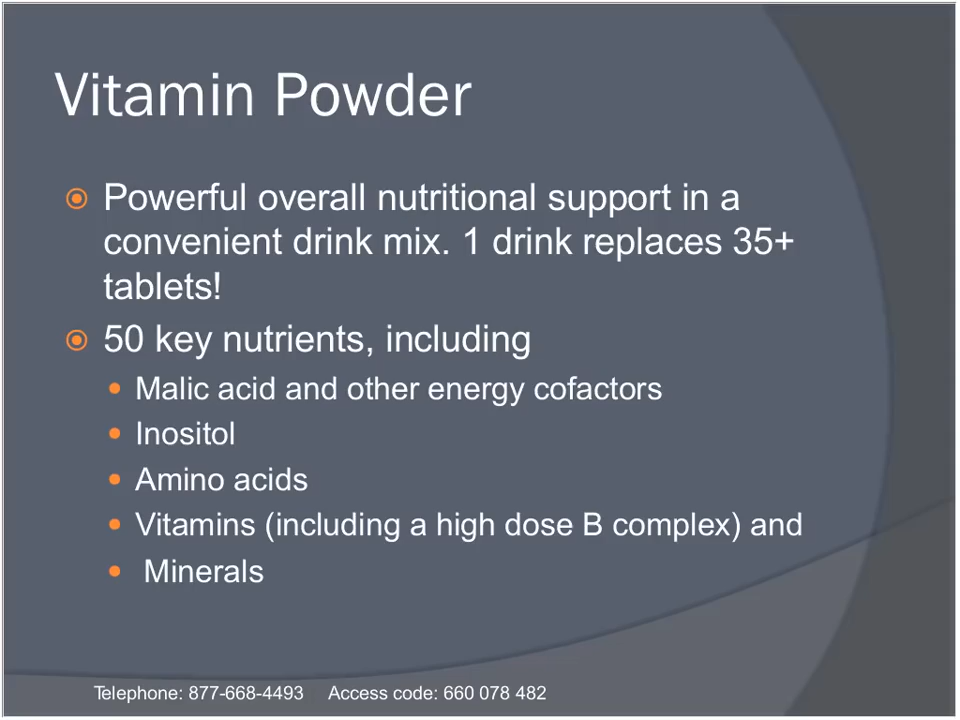 Vitamin Powder
Powerful overall nutritional support in a
convenient drink mix. 1 drink replaces 35+
tablets!
50 key nutrients, including
Malic acid and other energy cofactors
Inositol
Amino acids
Vitamins (including a high dose B complex) and
Minerals
Telephone: 877-668-4493 Access code: 660 078 482